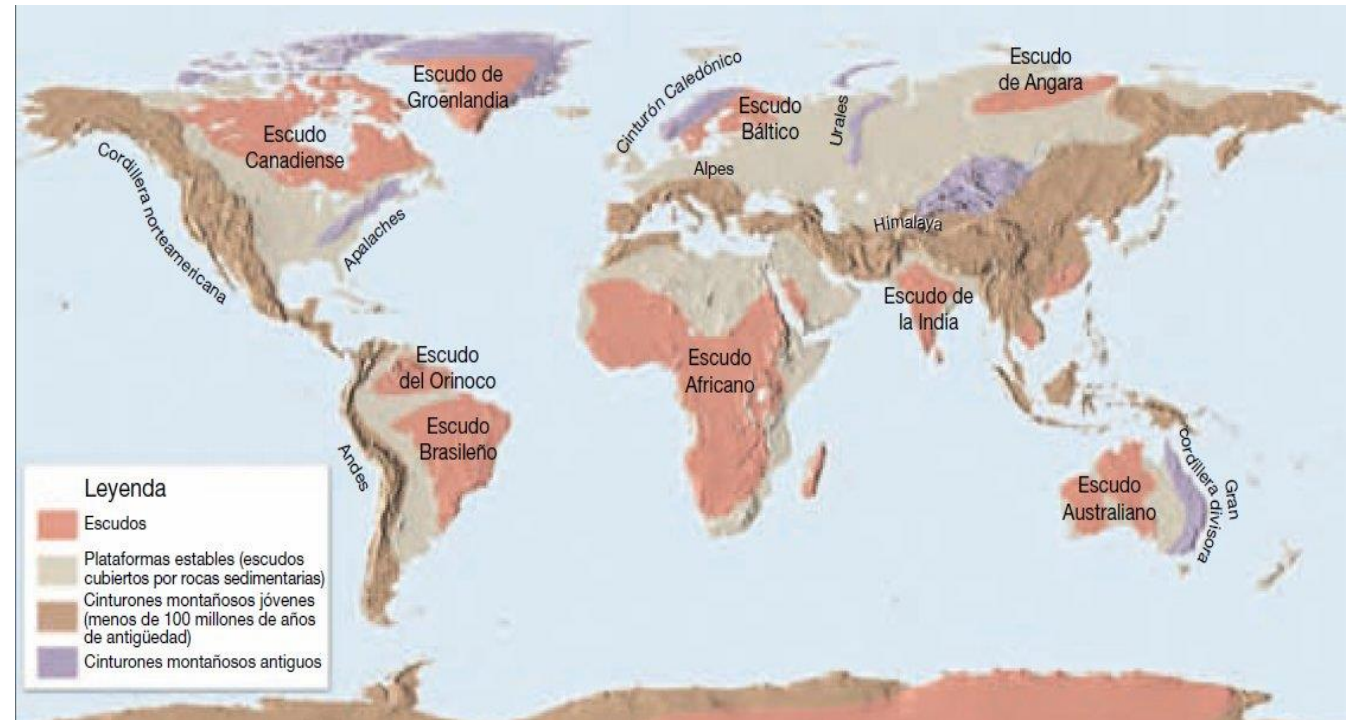 Escudo de
Groenlandia
Cinturón Caledónico
Escudo
Báltico
Urales
Escudo
de Angara
Escudo
Canadiense
Cordillera norteamericana
Apalaches
Alpes
Himalaya
Escudo de
la India
Escudo
del Orinoco
Escudo
Africano
Escudo
Brasileño
Andes
Escudo
Australiano
Gran
cordillera divisora
Leyenda
Escudos
Plataformas estables (escudos
cubiertos por rocas sedimentarias)
Cinturones montañosos jóvenes
(menos de 100 millones de años
de antigüedad)
Cinturones montañosos antiguos